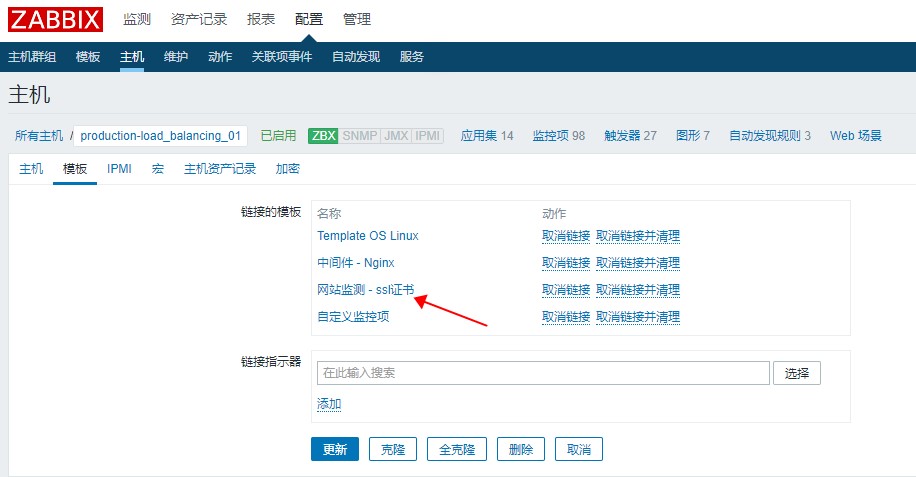 ZABBIX 监测 资产记录 报表 配置 管理
主机群组 模板 主机 维护 动作 关联项事件 自动发现 服务
主机
所有主机 / production-load_balancing_01 已启用 ZBX SNMP JMX IPMI 应用集 14 监控项 98 触发器 27 图形 7 自动发现规则 3 Web 场景
主机 模板 IPMI 宏 主机资产记录 加密
链接的模板 名称 动作
Template OS Linux 取消链接 取消链接并清理
中间件 - Nginx 取消链接 取消链接并清理
网站监测 - ssl证书 取消链接 取消链接并清理
自定义监控项 取消链接 取消链接并清理
链接指示器 在此输入搜索 选择
添加
更新 克隆 全克隆 删除 取消